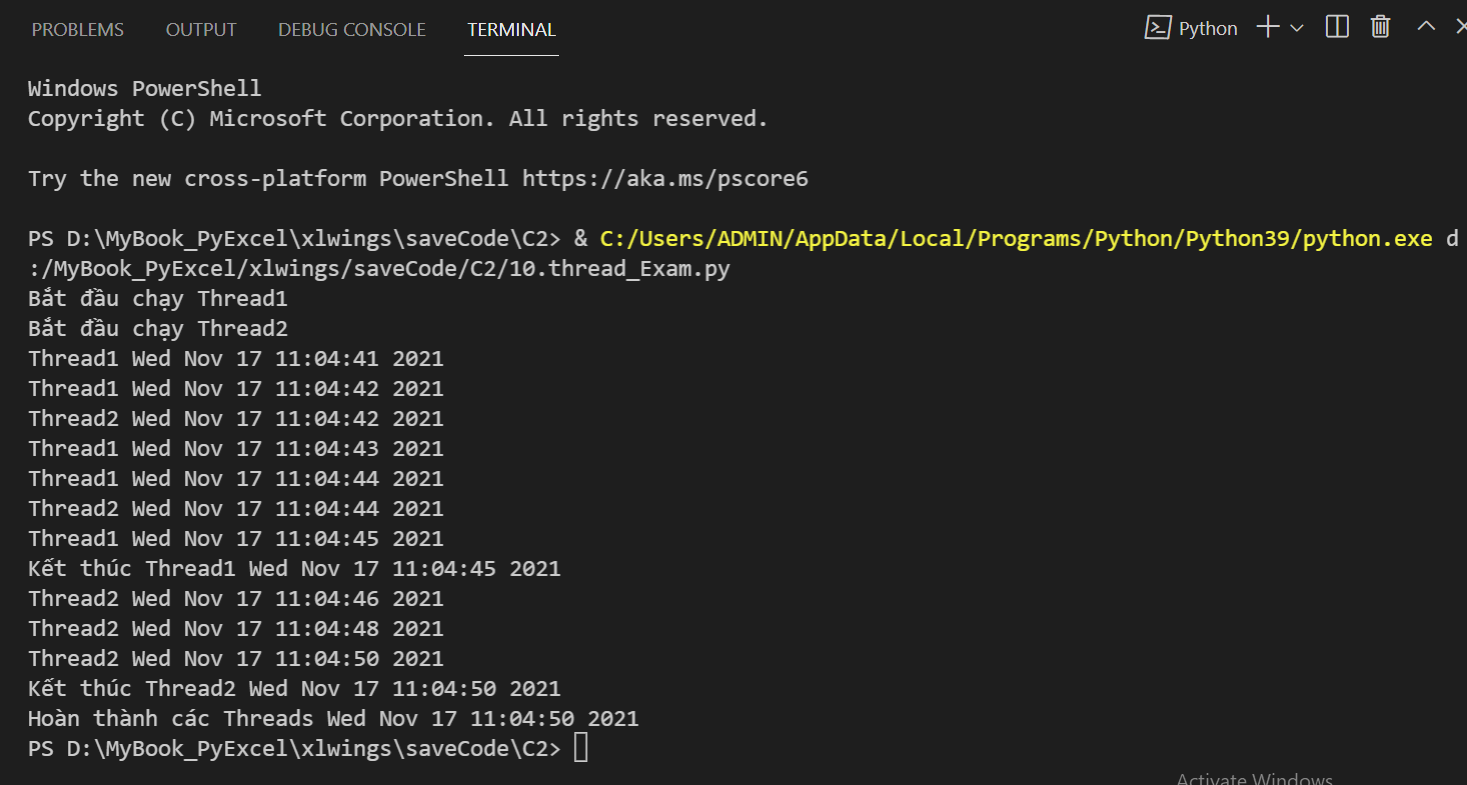 PROBLEMS OUTPUT DEBUG CONSOLE TERMINAL Python
Windows PowerShell
Copyright (C) Microsoft Corporation. All rights reserved.
Try the new cross-platform PowerShell https://aka.ms/pscore6
PS D:\MyBook_PyExcel\xlwings\saveCode\C2> & C:/Users/ADMIN/AppData/Local/Programs/Python/Python39/python.exe d
:/MyBook_PyExcel/xlwings/saveCode/C2/10.thread_Exam.py
Bắt đầu chạy Thread1
Bắt đầu chạy Thread2
Thread1 Wed Nov 17 11:04:41 2021
Thread1 Wed Nov 17 11:04:42 2021
Thread2 Wed Nov 17 11:04:42 2021
Thread1 Wed Nov 17 11:04:43 2021
Thread1 Wed Nov 17 11:04:44 2021
Thread2 Wed Nov 17 11:04:44 2021
Thread1 Wed Nov 17 11:04:45 2021
Kết thúc Thread1 Wed Nov 17 11:04:45 2021
Thread2 Wed Nov 17 11:04:46 2021
Thread2 Wed Nov 17 11:04:48 2021
Thread2 Wed Nov 17 11:04:50 2021
Kết thúc Thread2 Wed Nov 17 11:04:50 2021
Hoàn thành các Threads Wed Nov 17 11:04:50 2021
PS D:\MyBook_PyExcel\xlwings\saveCode\C2>
Activate Windows